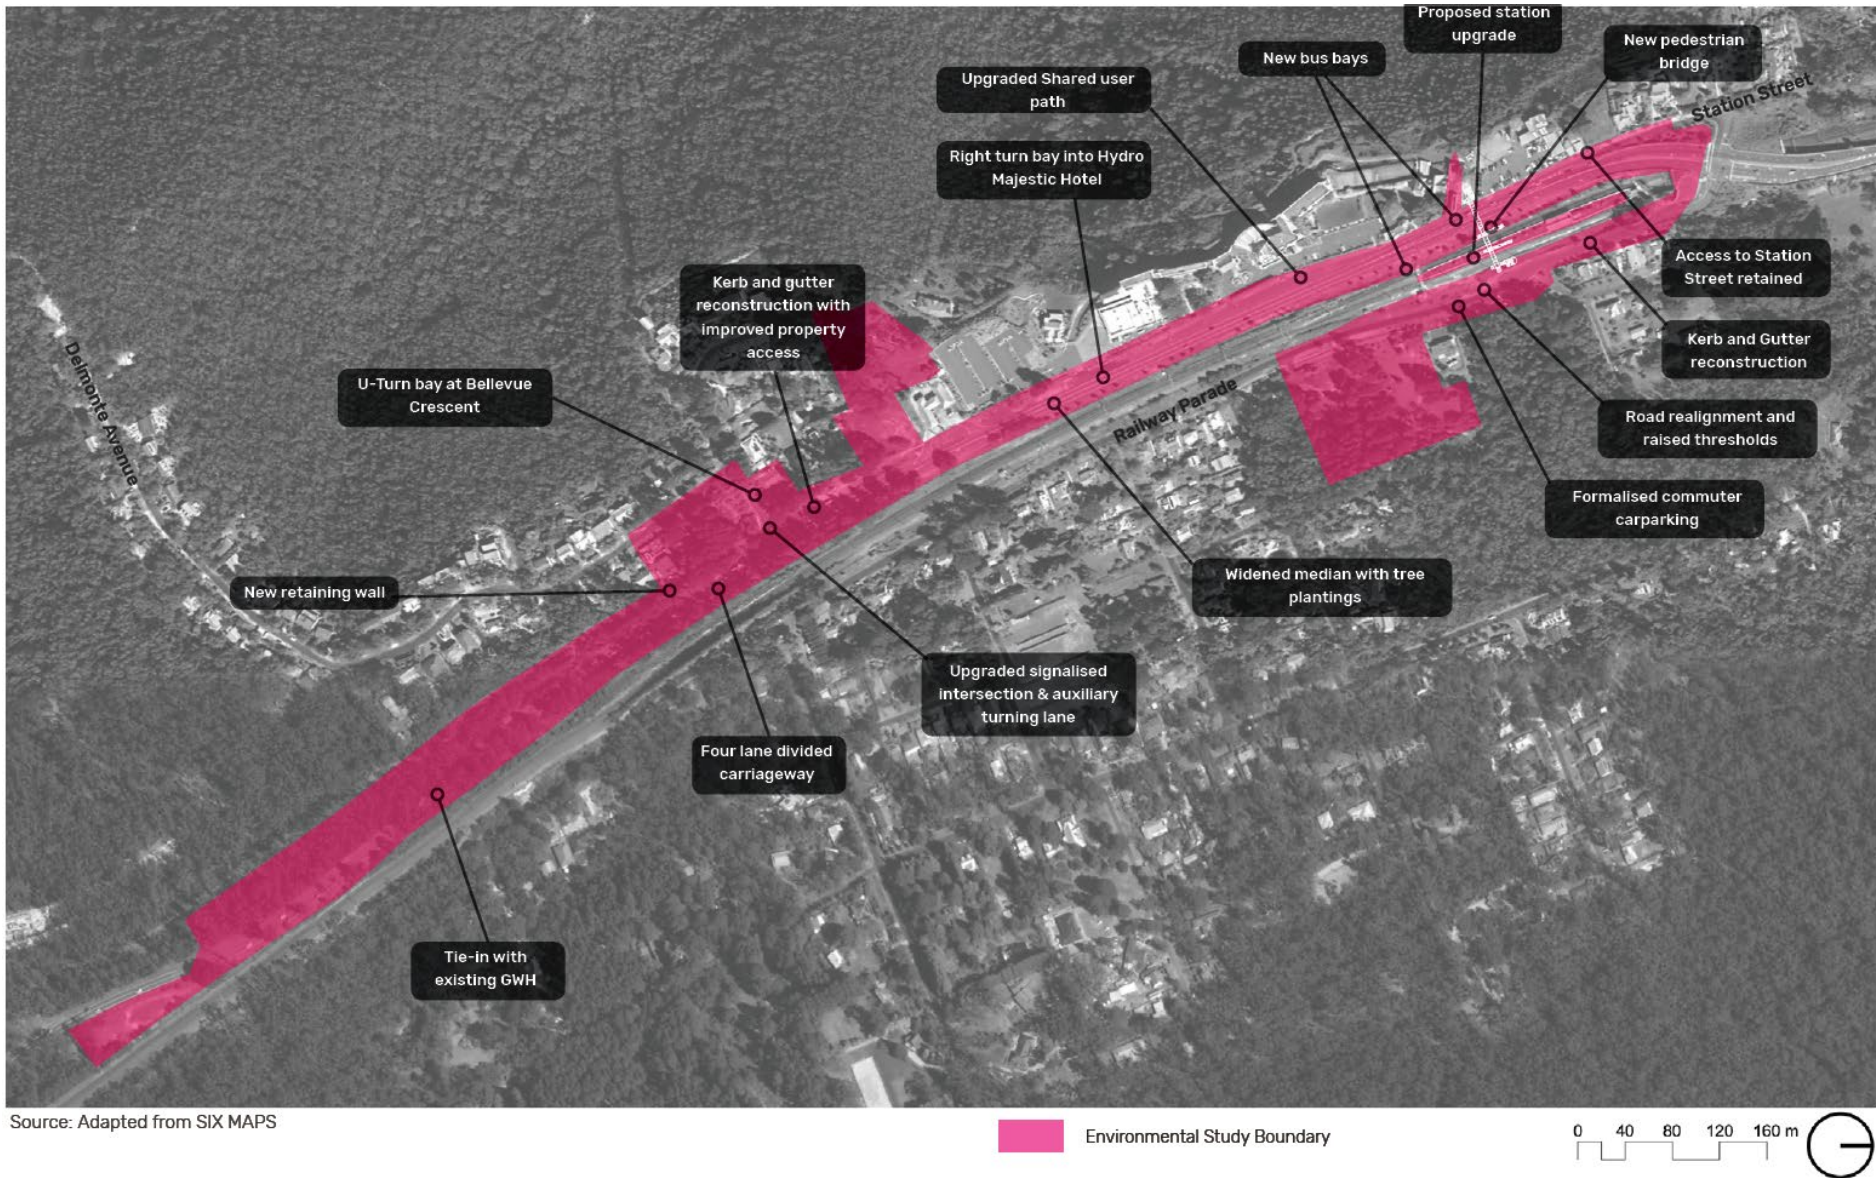 Proposed station
upgrade
New pedestrian
bridge
New bus bays
Station Street
Upgraded Shared user
path
Right turn bay into Hydro
Majestic Hotel
Access to Station
Street retained
Kerb and gutter
reconstruction with
improved property
access
Kerb and Gutter
reconstruction
Delmonte Avenue
U-Turn bay at Bellevue
Crescent
Railway Parade
Road realignment and
raised thresholds
Formalised commuter
carparking
New retaining wall
Widened median with tree
plantings
Upgraded signalised
intersection & auxiliary
turning lane
Four lane divided
carriageway
Tie-in with
existing GWH
Source: Adapted from SIX MAPS
Environmental Study Boundary
0 40 80 120 160 m